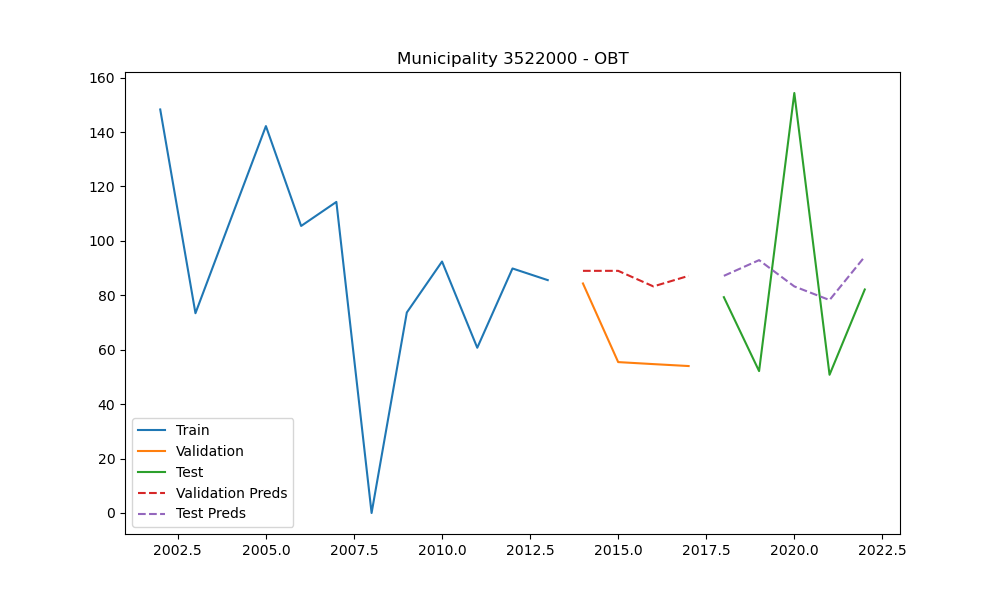 Municipality 3522000 - OBT
160
140
120
100
80
60
40
20
0
Train
Validation
Test
Validation Preds
Test Preds
2002.5 2005.0 2007.5 2010.0 2012.5 2015.0 2017.5 2020.0 2022.5